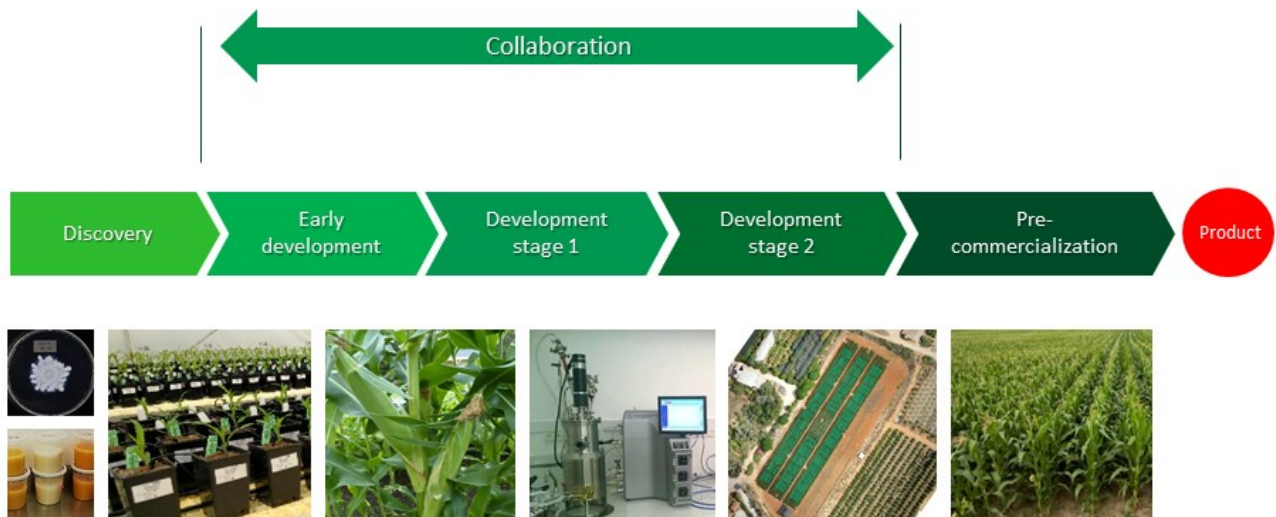 Collaboration
Discovery
Early
development
Development
stage 1
Development
stage 2
Pre-
commercialization
Product